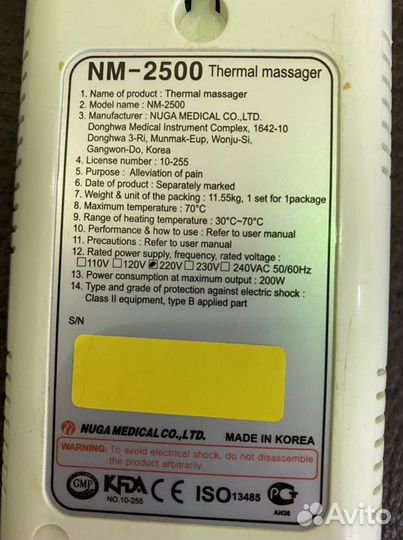 NM-2500 Thermal massager
1. Name of product : Thermal massager
2. Model name : NM-2500
3. Manufacturer : NUGA MEDICAL CO.,LTD.
Donghwa Medical Instrument Complex, 1642-10
Donghwa 3-Ri, Munmak-Eup, Wonju-Si,
Gangwon-Do, Korea
4. License number : 10-255
5. Purpose : Alleviation of pain
6. Date of product : Separately marked
7. Weight & unit of the packing : 11.55kg, 1 set for 1package
8. Maximum temperature : 70°C
9. Range of heating temperature : 30°C~70°C
10. Performance & how to use : Refer to user manual
11. Precautions : Refer to user manual
12. Rated power supply, frequency, rated voltage :
□110V □120V ☑220V □230V □240VAC 50/60Hz
13. Power consumption at maximum output : 200W
14. Type and grade of protection against electric shock :
Class II equipment, type B applied part
S/N
NUGA MEDICAL CO.,LTD. MADE IN KOREA
WARNING: To avoid electrical shock, do not disassemble
the product arbitrarily.
GMP KFDA CE ISO13485 PCT
NO.10-255 АИ36
Avito